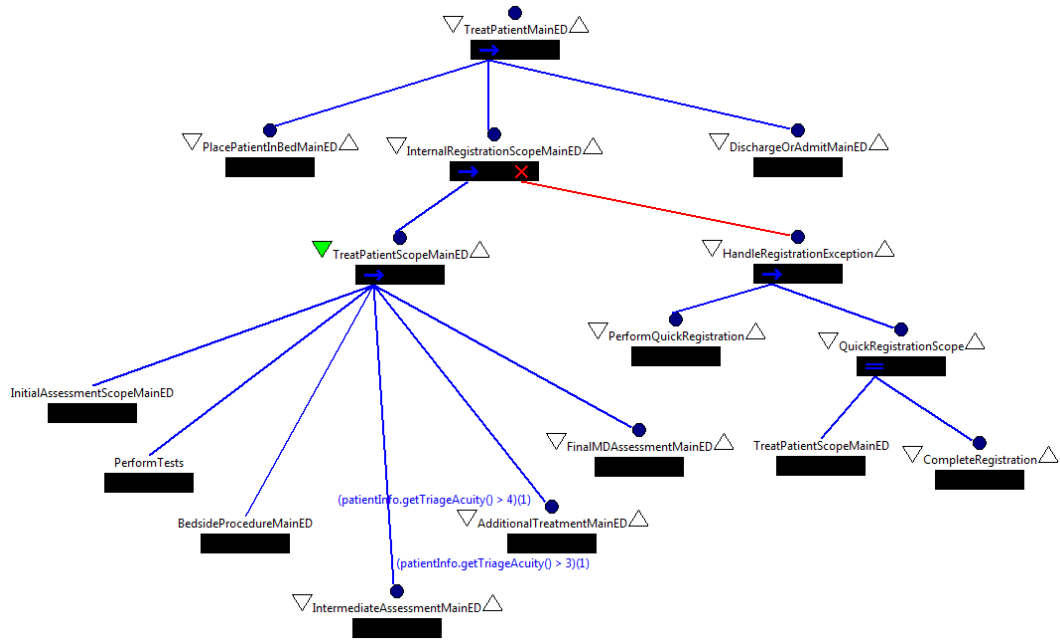 TreatPatientMainED
PlacePatientInBedMainED
InternalRegistrationScopeMainED
DischargeOrAdmitMainED
TreatPatientScopeMainED
HandleRegistrationException
PerformQuickRegistration
QuickRegistrationScope
InitialAssessmentScopeMainED
FinalMDAssessmentMainED
TreatPatientScopeMainED
CompleteRegistration
PerformTests
(patientInfo.getTriageAcuity() > 4)(1)
BedsideProcedureMainED
AdditionalTreatmentMainED
(patientInfo.getTriageAcuity() > 3)(1)
IntermediateAssessmentMainED